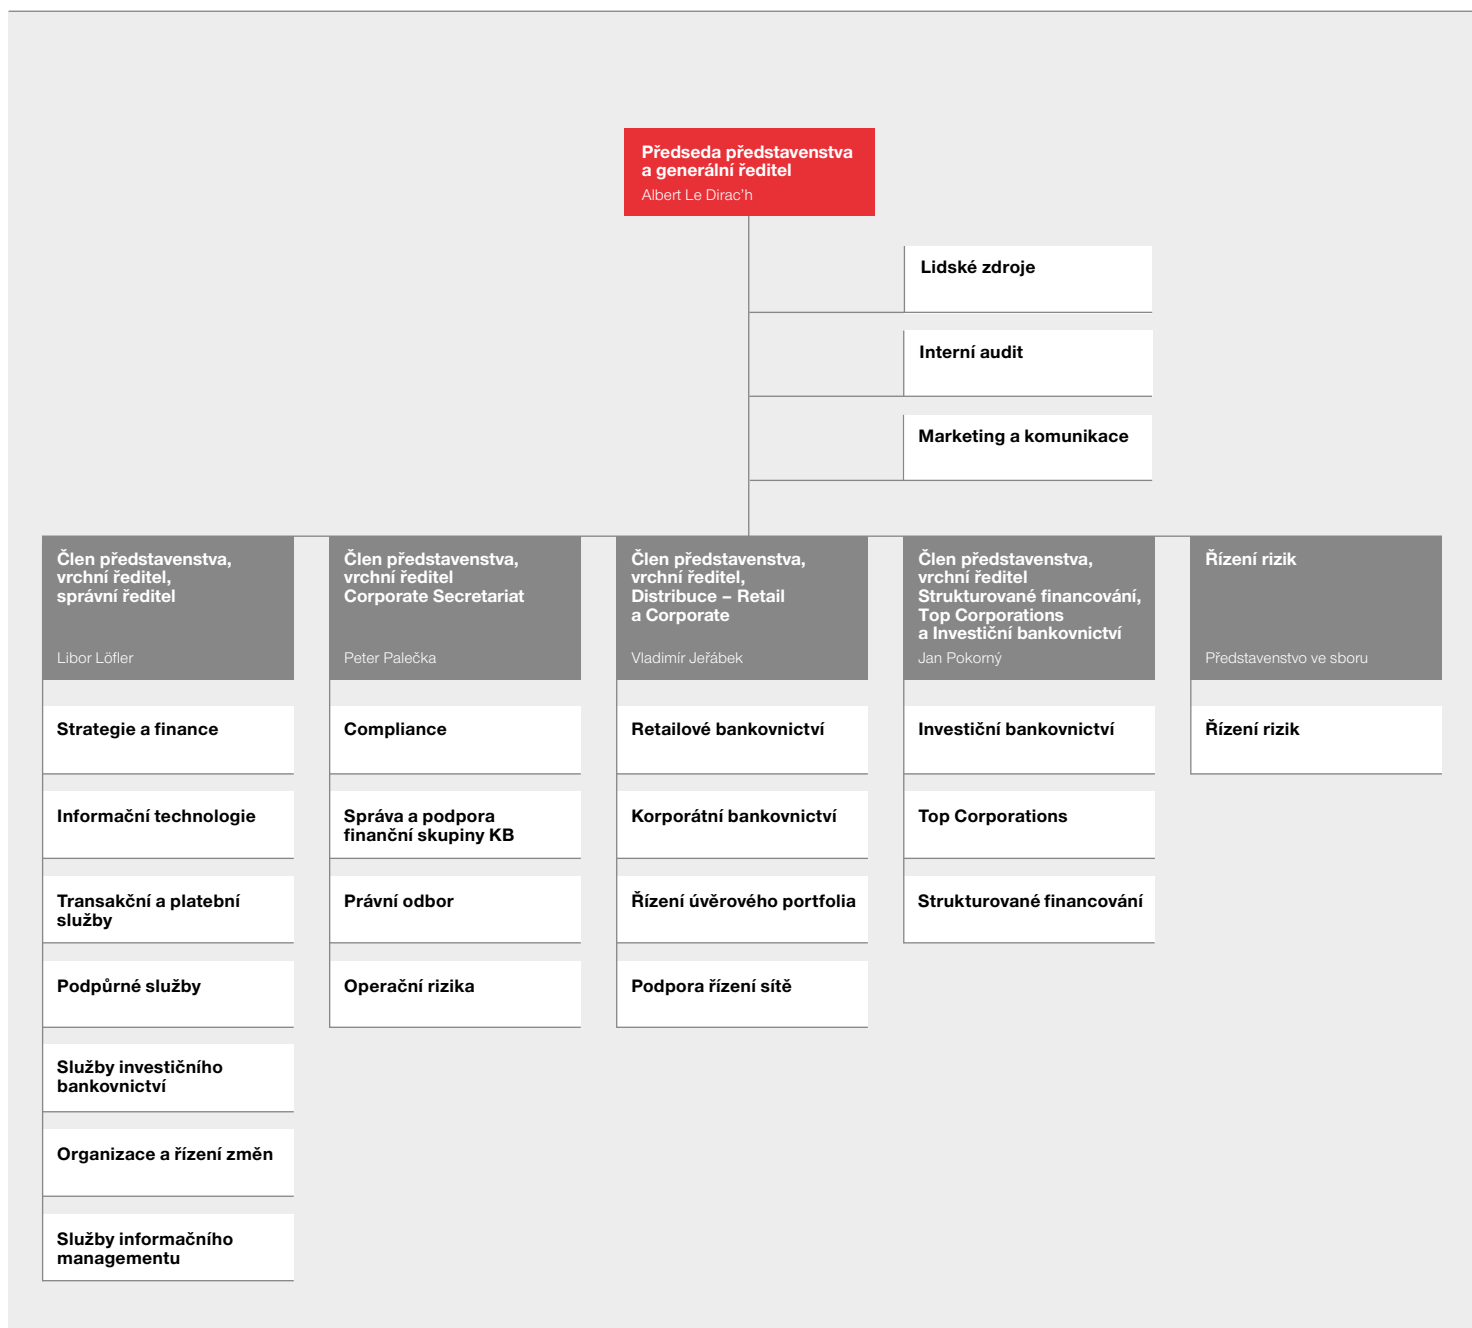 Předseda představenstva
a generální ředitel
Albert Le Dirac’h
Lidské zdroje
Interní audit
Marketing a komunikace
Člen představenstva,
vrchní ředitel,
správní ředitel
Libor Löfler
Strategie a finance
Informační technologie
Transakční a platební
služby
Podpůrné služby
Služby investičního
bankovnictví
Organizace a řízení změn
Služby informačního
managementu
Člen představenstva,
vrchní ředitel
Corporate Secretariat
Peter Palečka
Compliance
Správa a podpora
finanční skupiny KB
Právní odbor
Operační rizika
Člen představenstva,
vrchní ředitel,
Distribuce – Retail
a Corporate
Vladimír Jeřábek
Retailové bankovnictví
Korporátní bankovnictví
Řízení úvěrového portfolia
Podpora řízení sítě
Člen představenstva,
vrchní ředitel
Strukturované financování,
Top Corporations
a Investiční bankovnictví
Jan Pokorný
Investiční bankovnictví
Top Corporations
Strukturované financování
Řízení rizik
Představenstvo ve sboru
Řízení rizik